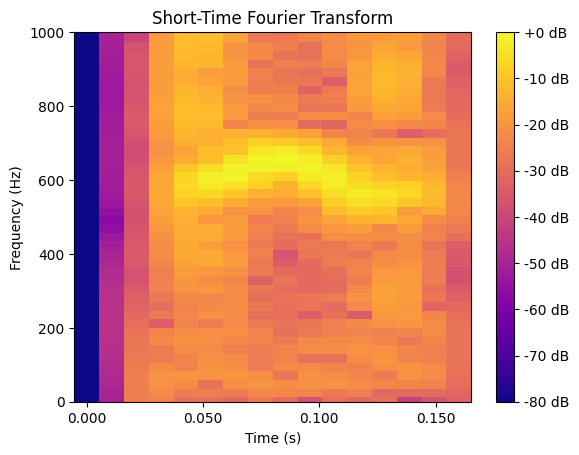 Short-Time Fourier Transform
1000
800
600
400
200
0
Frequency (Hz)
0.000
0.050
0.100
0.150
Time (s)
+0 dB
-10 dB
-20 dB
-30 dB
-40 dB
-50 dB
-60 dB
-70 dB
-80 dB